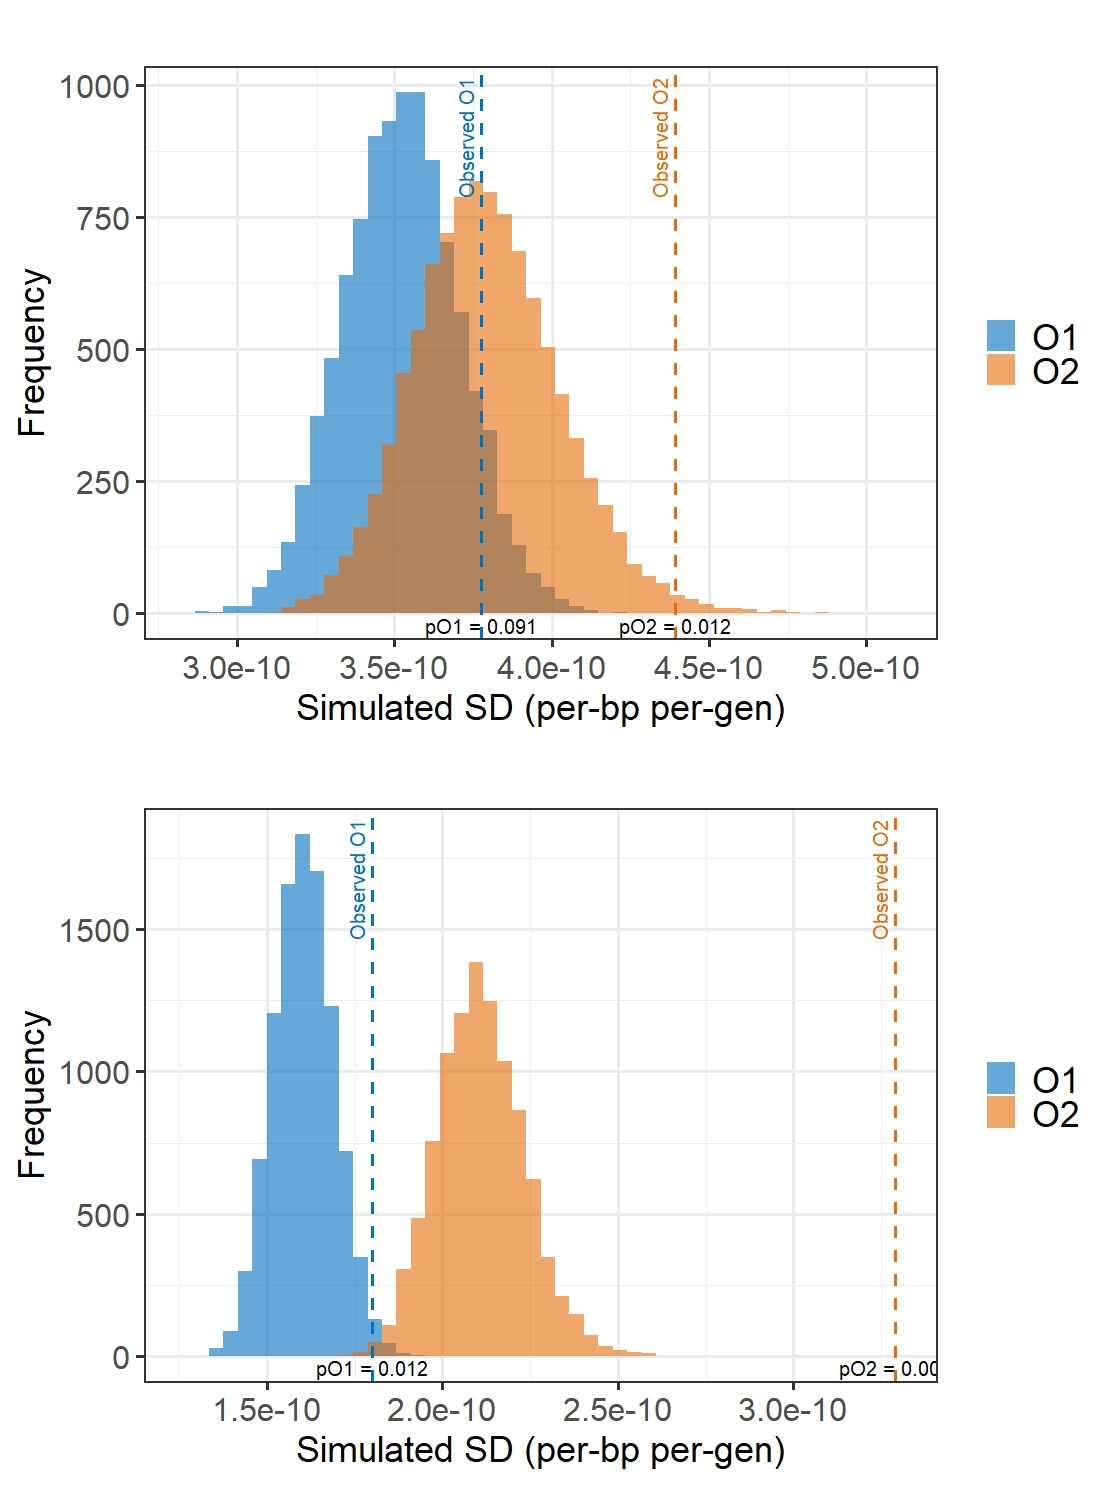 1000
750
500
250
0
Frequency
Observed O1
Observed O2
pO1 = 0.091
pO2 = 0.012
3.0e-10
3.5e-10
4.0e-10
4.5e-10
5.0e-10
Simulated SD (per-bp per-gen)
O1
O2
1500
1000
500
0
Frequency
Observed O1
Observed O2
pO1 = 0.012
pO2 = 0.00
1.5e-10
2.0e-10
2.5e-10
3.0e-10
Simulated SD (per-bp per-gen)
O1
O2